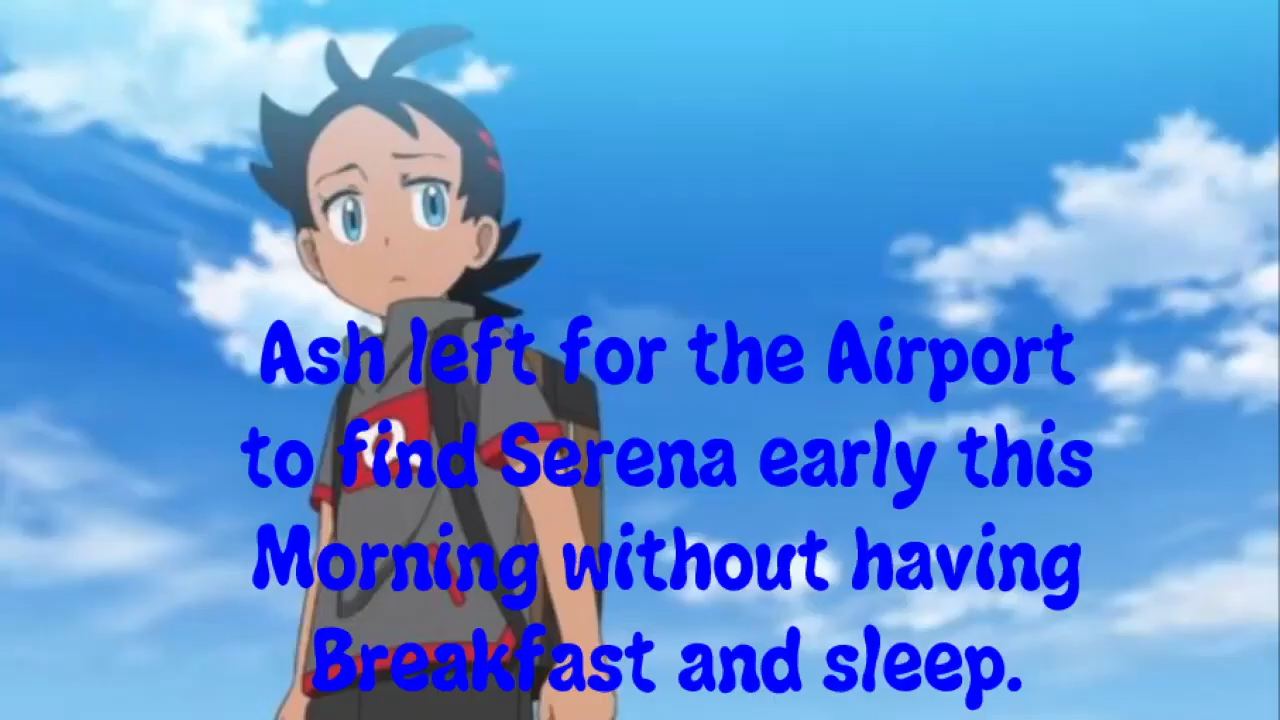 Ash left for the Airport
to find Serena early this
Morning without having
Breakfast and sleep.